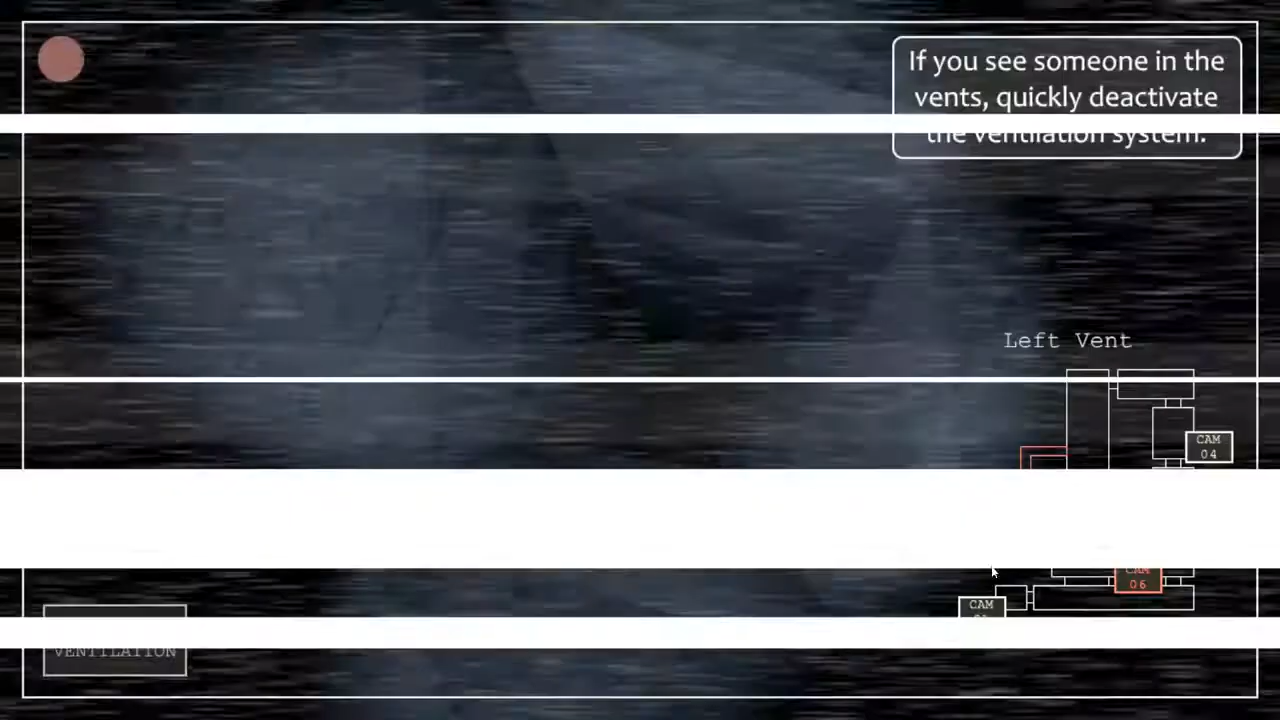 If you see someone in the
vents, quickly deactivate
the ventilation system.
Left Vent
CAM
04
CAM
06
CAM
VENTILATION